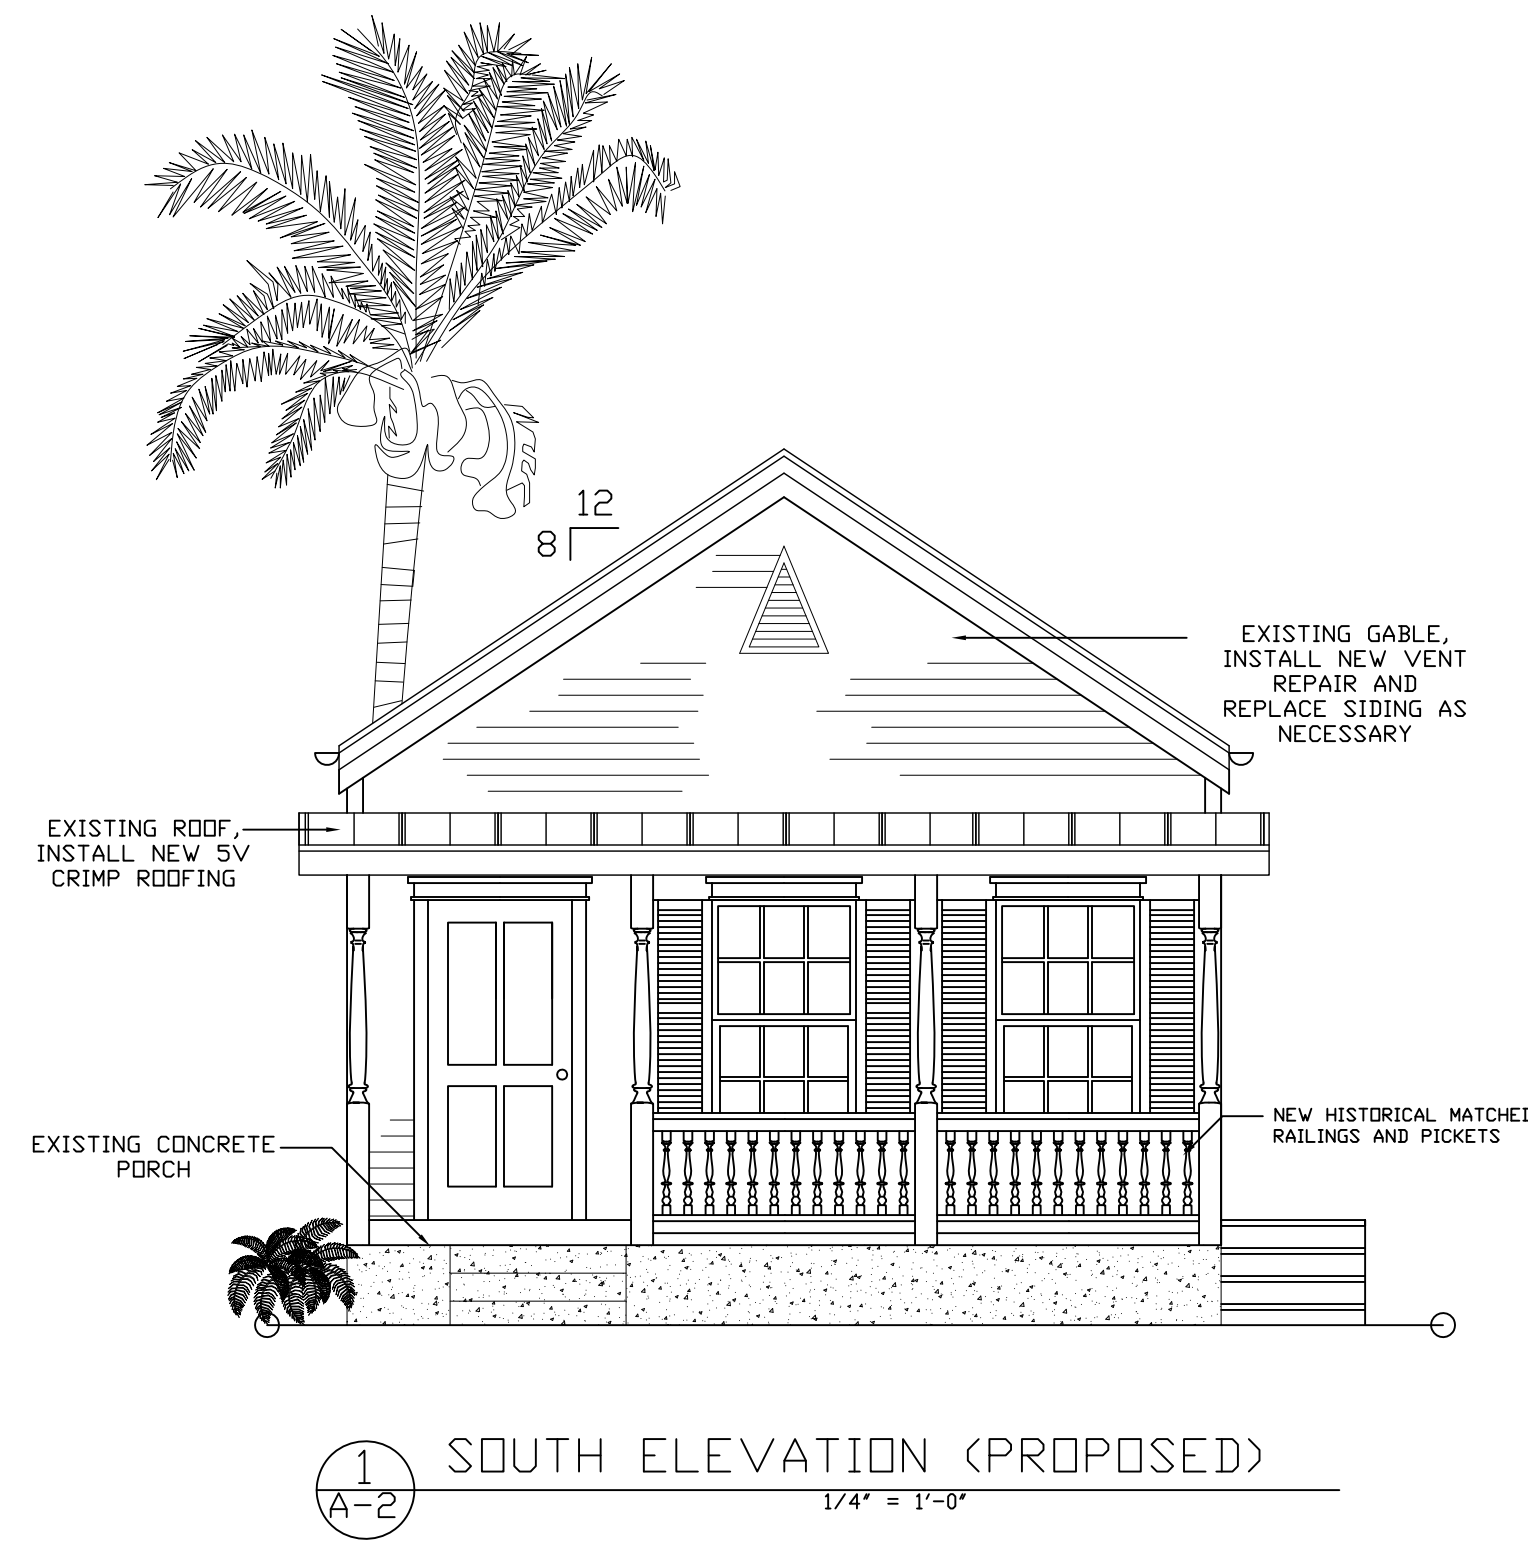 12
8
EXISTING GABLE,
INSTALL NEW VENT
REPAIR AND
REPLACE SIDING AS
NECESSARY
EXISTING ROOF,
INSTALL NEW 5V
CRIMP ROOFING
NEW HISTORICAL
RAILINGS AND PICKETS
EXISTING CONCRETE
PORCH
1
A-2
SOUTH ELEVATION (PROPOSED)
1/4" = 1'-0"